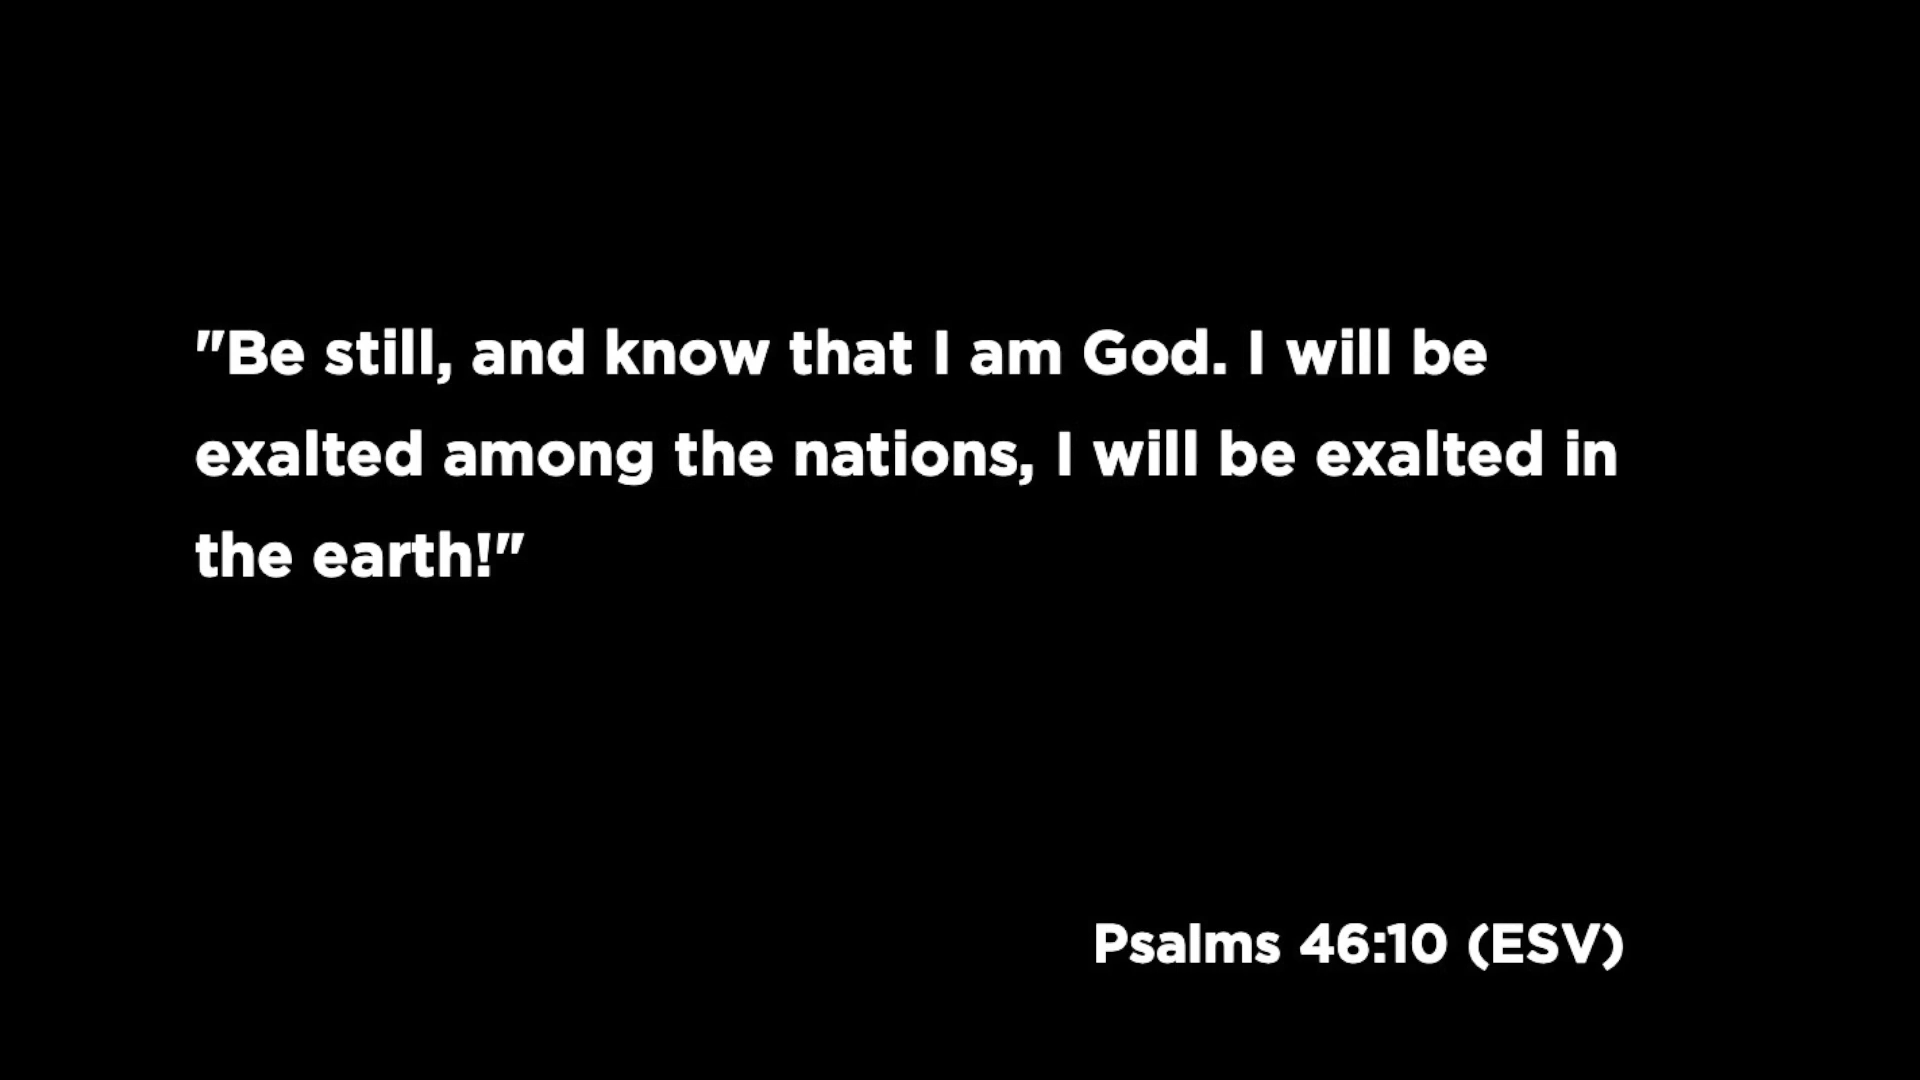 "Be still, and know that I am God. I will be
exalted among the nations, I will be exalted in
the earth!"
Psalms 46:10 (ESV)